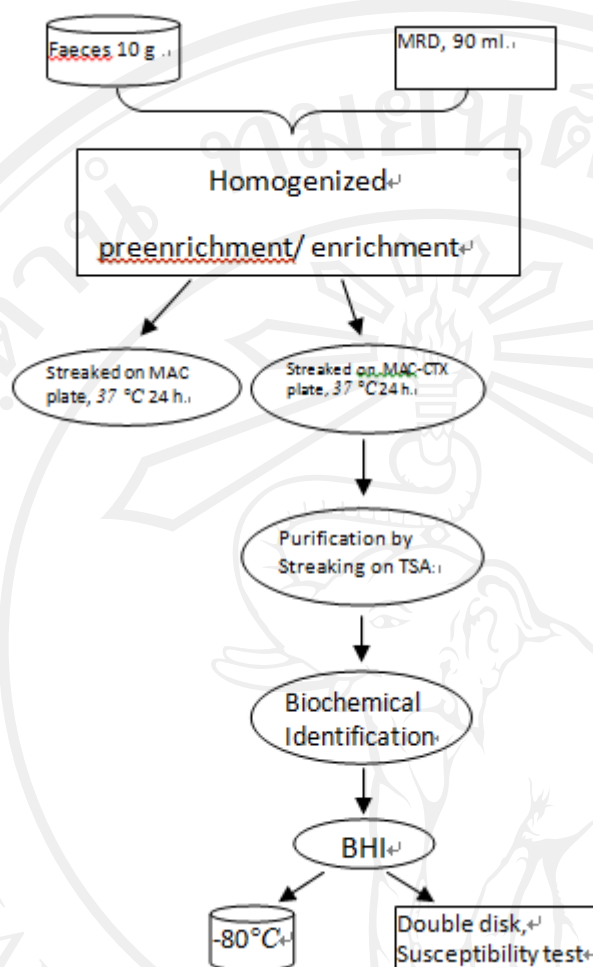 Faeces 10 g .
MRD, 90 ml.
Homogenized
preenrichment/ enrichment
Streaked on MAC
plate, 37 °C 24 h.
Streaked on MAC-CTX
plate, 37 °C 24 h.
Purification by
Streaking on TSA.
Biochemical
Identification
BHI
-80°C
Double disk,
Susceptibility test